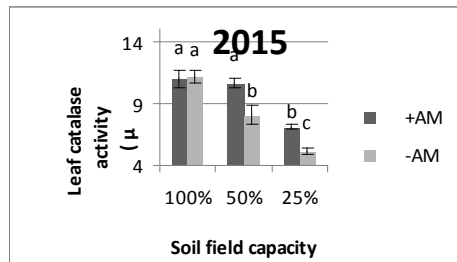 2015
14
9
4
a a a b b c
Leaf catalase
activity
( µ
100% 50% 25%
Soil field capacity
+AM
-AM